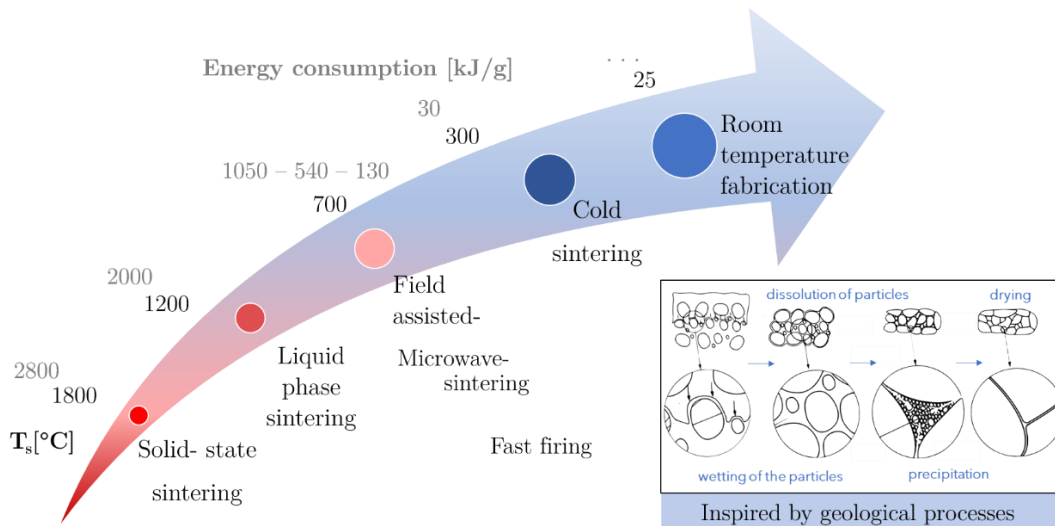 Energy consumption [kJ/g]
. . .
25
30
300
Room
temperature
fabrication
1050 – 540 – 130
700
Cold
sintering
2000
1200
Field
assisted-
Microwave-
sintering
Liquid
phase
sintering
2800
1800
T_s[°C]
Solid- state
sintering
Fast firing
dissolution of particles
drying
wetting of the particles
precipitation
Inspired by geological processes